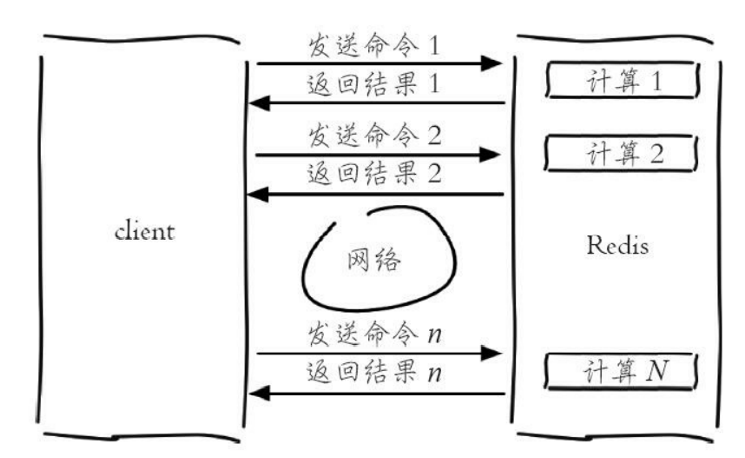 发送命令 1
返回结果 1
计算 1
发送命令 2
返回结果 2
计算 2
client
网络
Redis
发送命令 n
返回结果 n
计算 N